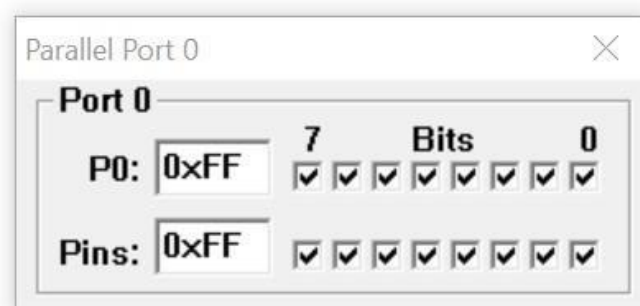 Parallel Port 0
Port 0
7 Bits 0
P0: 0xFF
Pins: 0xFF